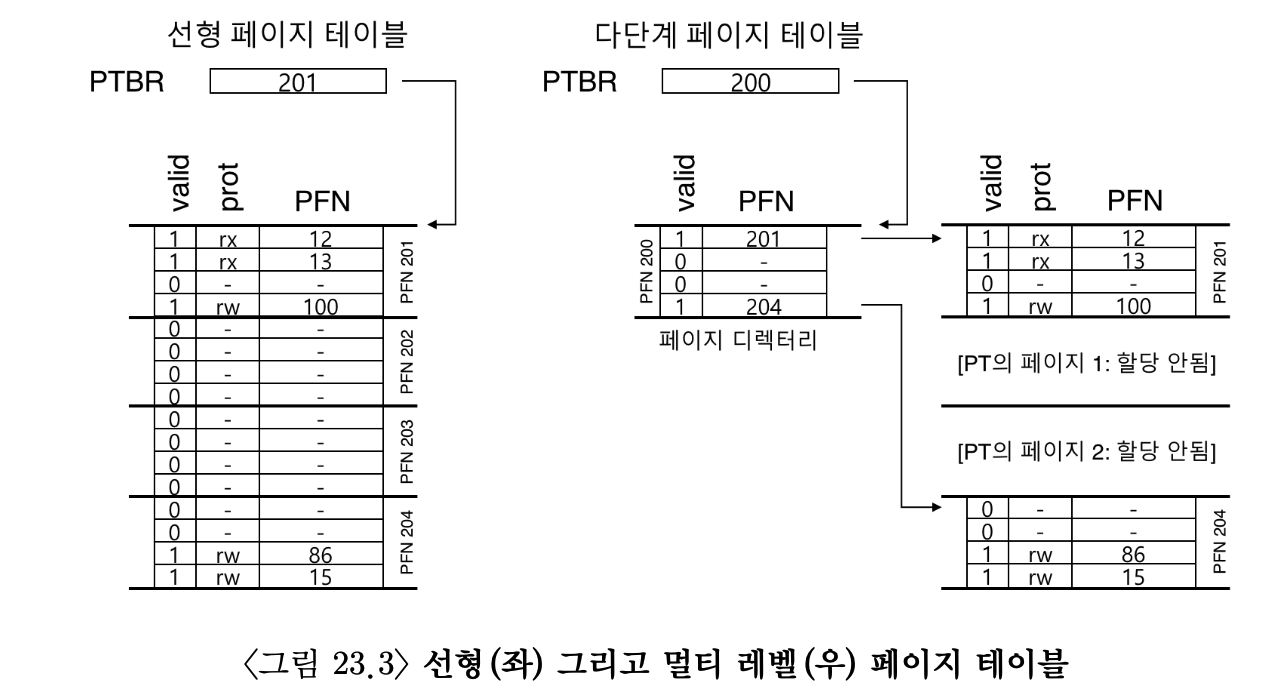 선형 페이지 테이블
PTBR 201
valid prot PFN
1 rx 12
1 rx 13
0 - -
1 rw 100
PFN 201
0 - -
0 - -
0 - -
0 - -
PFN 202
0 - -
0 - -
0 - -
0 - -
PFN 203
0 - -
0 - -
1 rw 86
1 rw 15
PFN 204
다단계 페이지 테이블
PTBR 200
valid PFN
PFN 200
1 201
0 -
0 -
1 204
페이지 디렉터리
valid prot PFN
1 rx 12
1 rx 13
0 - -
1 rw 100
PFN 201
[PT의 페이지 1: 할당 안됨]
[PT의 페이지 2: 할당 안됨]
0 - -
0 - -
1 rw 86
1 rw 15
PFN 204
〈그림 23.3〉 선형(좌) 그리고 멀티 레벨(우) 페이지 테이블